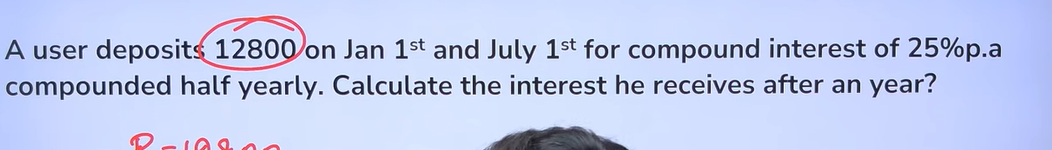 A user deposits 12800 on Jan 1st and July 1st for compound interest of 25%p.a
compounded half yearly. Calculate the interest he receives after an year?